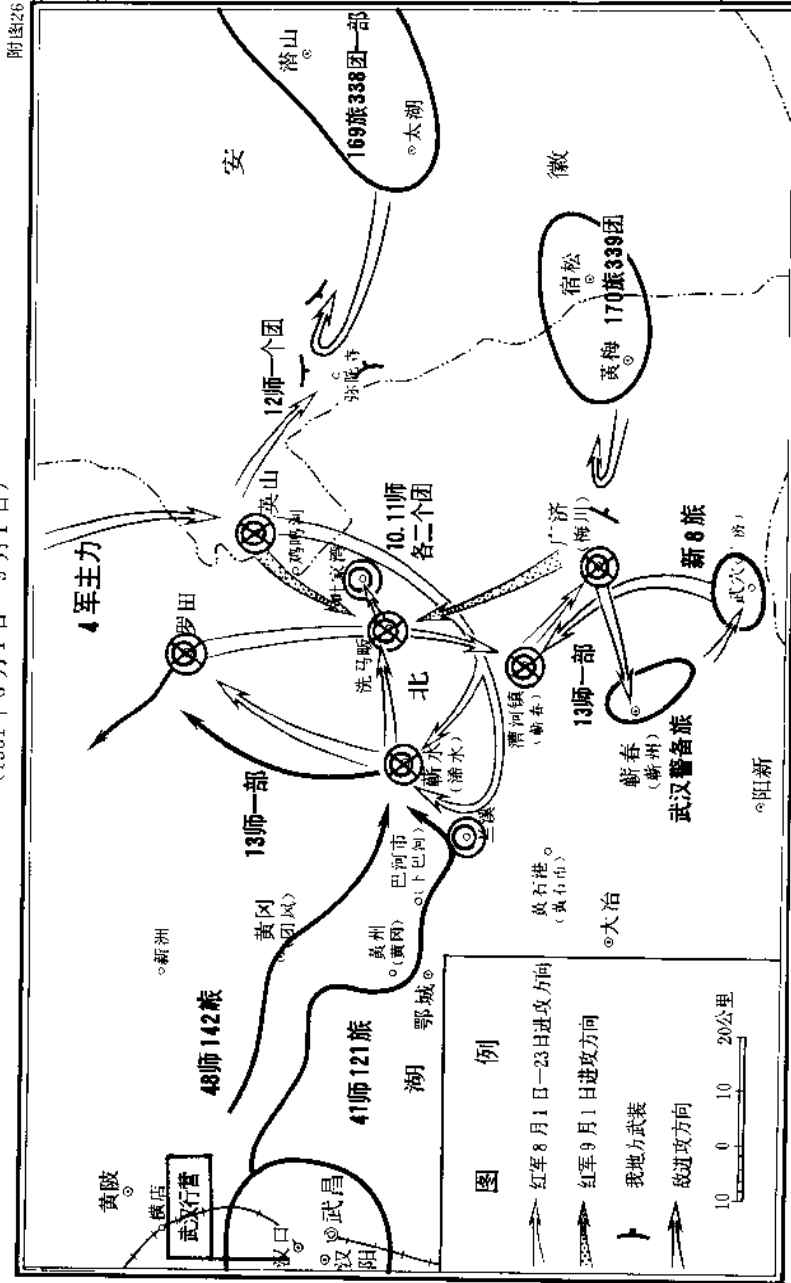 附图26
4军主力
13师一部
48师142旅
41师121旅
12师一个团
169旅338团一部
10.11师
各二个团
170旅339团
新8旅
13师一部
武汉警备旅
武汉行营
安
徽
湖
北
潜山
太湖
弥陀寺
宿松
黄梅
英山
鸡鸣河
罗田
洗马畈
广济
(梅川)
漕河镇
(蕲春)
武穴
蕲春
(蕲州)
阳新
蕲水
(浠水)
兰溪
巴河市
(下巴河)
黄冈
团风
新洲
黄州
(黄冈)
鄂城
黄石港
(黄石市)
大冶
黄陂
横店
汉口
武昌
汉阳
图 例
红军8月1日—23日进攻方向
红军9月1日进攻方向
我地方武装
敌进攻方向
10 0 10 20公里